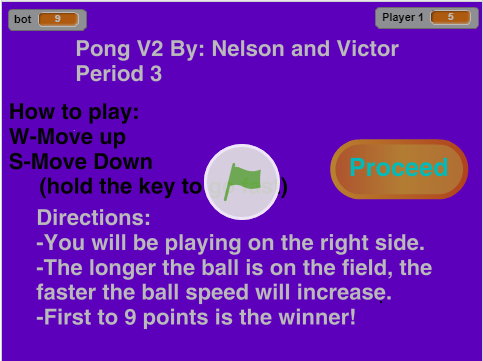 bot 9
Player 1 5
Pong V2 By: Nelson and Victor
Period 3
How to play:
W-Move up
S-Move Down
(hold the key to
Proceed
Directions:
-You will be playing on the right side.
-The longer the ball is on the field, the
faster the ball speed will increase.
-First to 9 points is the winner!